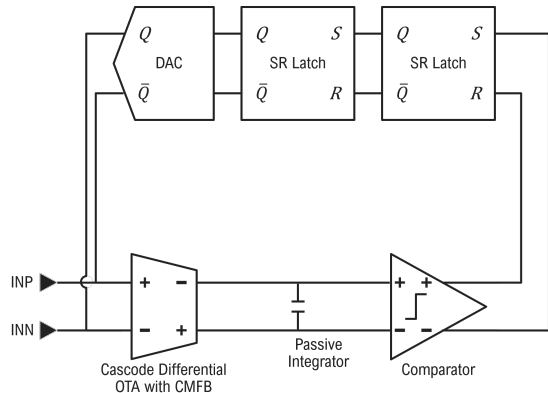 Q DAC Q̄
Q S SR Latch Q̄ R
Q S SR Latch Q̄ R
INP
INN
+ − − +
Cascode Differential
OTA with CMFB
Passive
Integrator
+ + − −
Comparator